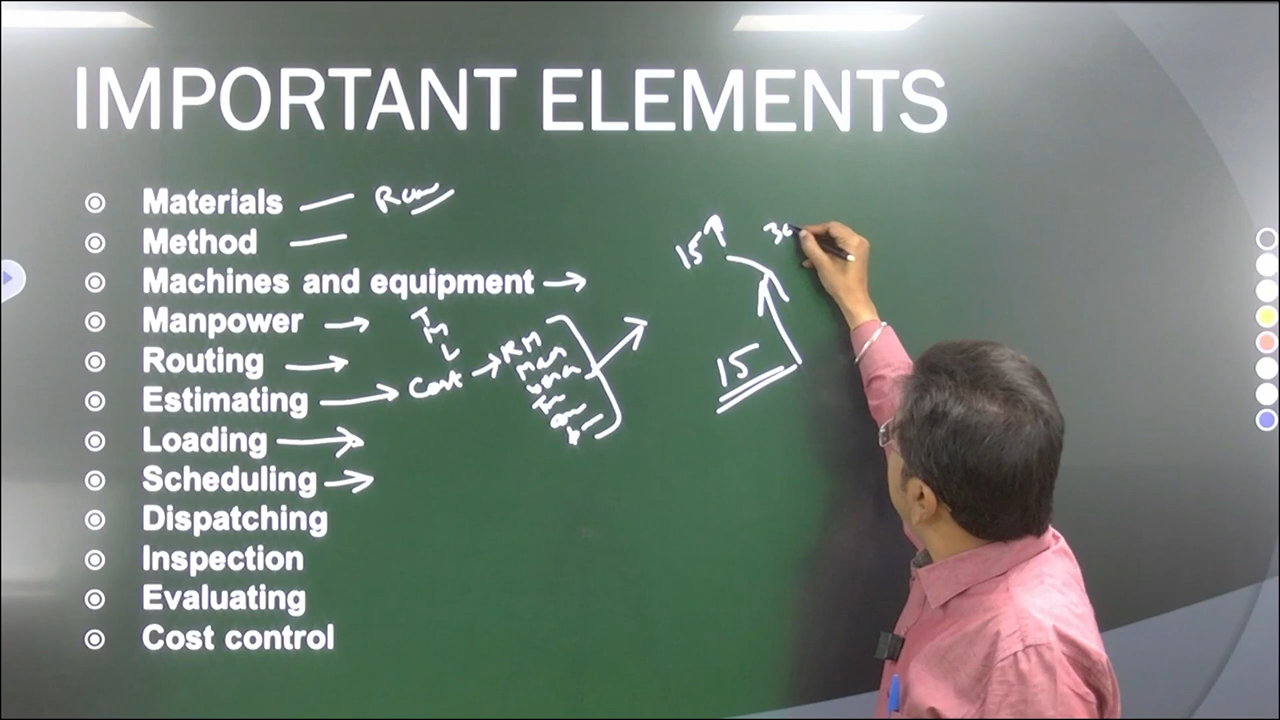 IMPORTANT ELEMENTS
Materials
Method
Machines and equipment
Manpower
Routing
Estimating
Loading
Scheduling
Dispatching
Inspection
Evaluating
Cost control
Cost
RM
Man
15
15